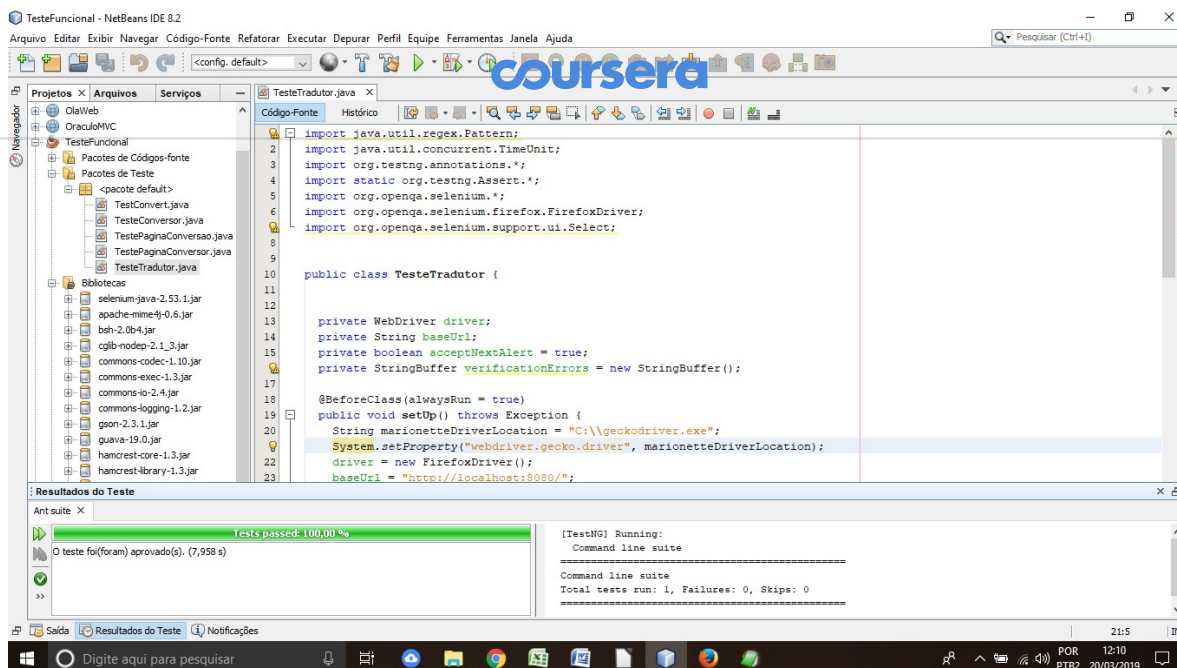 TesteFuncional - NetBeans IDE 8.2
Arquivo Editar Exibir Navegar Código-Fonte Refatorar Executar Depurar Perfil Equipe Ferramentas Janela Ajuda
Pesquisar (Ctrl+I)
<config. default>
coursera
Projetos Arquivos Serviços
TesteTradutor.java
Código-Fonte Histórico
Navegador
OlaWeb
OraculoMVC
TesteFuncional
Pacotes de Códigos-fonte
Pacotes de Teste
<pacote default>
TestConvert.java
TesteConversor.java
TestePaginaConversao.java
TestePaginaConversor.java
TesteTradutor.java
Bibliotecas
selenium-java-2.53.1.jar
apache-mime4j-0.6.jar
bsh-2.0b4.jar
cglib-nodep-2.1_3.jar
commons-codec-1.10.jar
commons-exec-1.3.jar
commons-io-2.4.jar
commons-logging-1.2.jar
gson-2.3.1.jar
guava-19.0.jar
hamcrest-core-1.3.jar
hamcrest-library-1.3.jar
import java.util.regex.Pattern;
2 import java.util.concurrent.TimeUnit;
3 import org.testng.annotations.*;
4 import static org.testng.Assert.*;
5 import org.openqa.selenium.*;
6 import org.openqa.selenium.firefox.FirefoxDriver;
import org.openqa.selenium.support.ui.Select;
8
9
10 public class TesteTradutor {
11
12
13 private WebDriver driver;
14 private String baseUrl;
15 private boolean acceptNextAlert = true;
private StringBuffer verificationErrors = new StringBuffer();
17
18 @BeforeClass(alwaysRun = true)
19 public void setUp() throws Exception {
20 String marionetteDriverLocation = "C:\\geckodriver.exe";
System.setProperty("webdriver.gecko.driver", marionetteDriverLocation);
22 driver = new FirefoxDriver();
23 baseUrl = "http://localhost:8080/";
Resultados do Teste
Ant suite
Tests passed: 100,00 %
O teste foi(foram) aprovado(s). (7,958 s)
[TestNG] Running:
Command line suite
===============================================
Command line suite
Total tests run: 1, Failures: 0, Skips: 0
===============================================
Saída Resultados do Teste Notificações
21:5
Digite aqui para pesquisar
POR
PTB2
12:10
20/03/2019